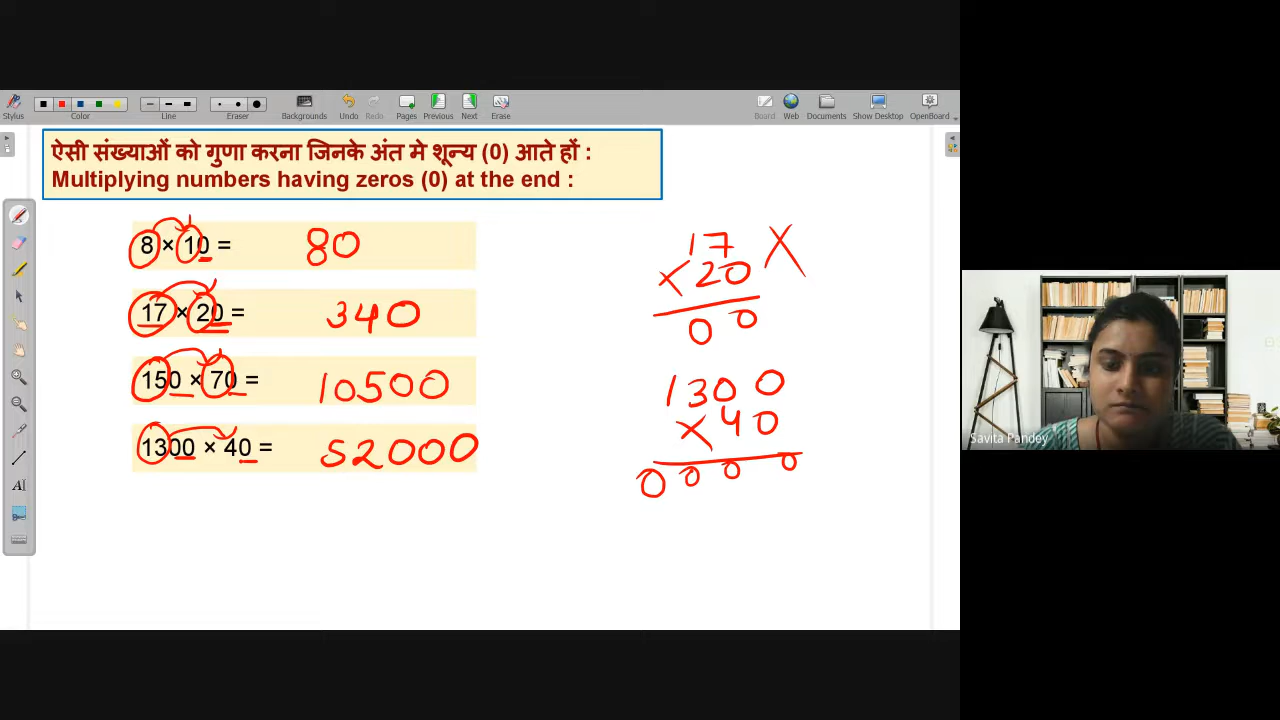 Stylus Color Line Eraser Backgrounds Undo Redo Pages Previous Next Erase Board Web Documents Show Desktop OpenBoard
ऐसी संख्याओं को गुणा करना जिनके अंत मे शून्य (0) आते हों :
Multiplying numbers having zeros (0) at the end :
8 × 10 = 80
17 × 20 = 340
150 × 70 = 10500
1300 × 40 = 52000
17 X
×20
00
1300
×40
0000
Savita Pandey